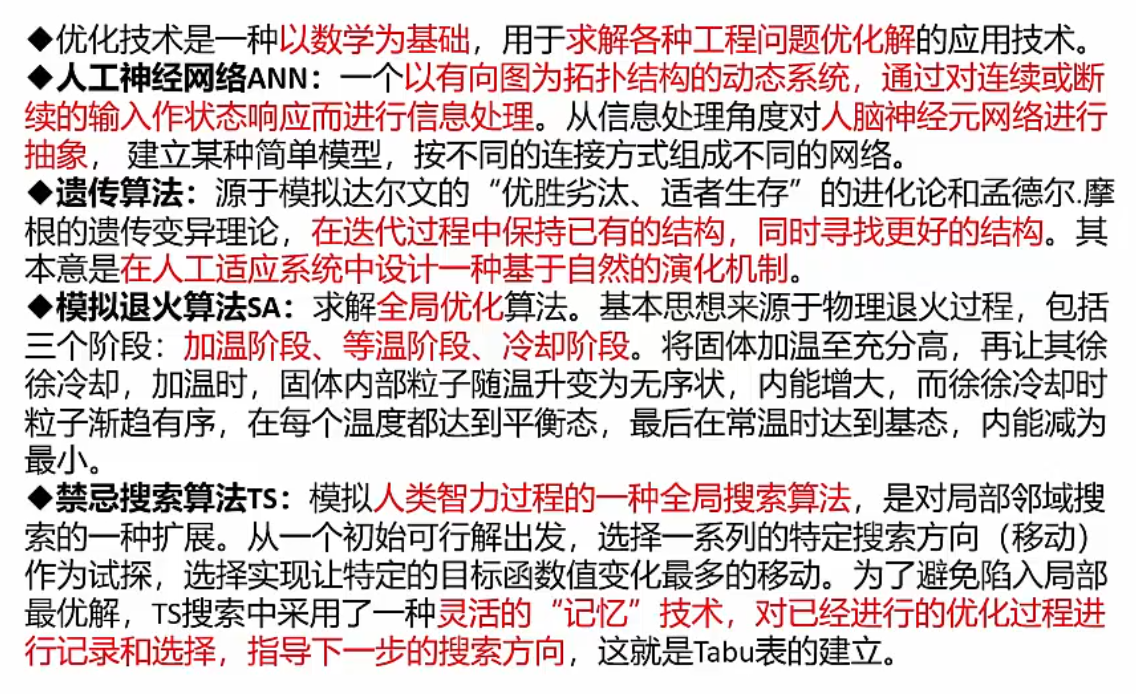 ◆优化技术是一种以数学为基础，用于求解各种工程问题优化解的应用技术。
◆人工神经网络ANN：一个以有向图为拓扑结构的动态系统，通过对连续或断
续的输入作状态响应而进行信息处理。从信息处理角度对人脑神经元网络进行
抽象， 建立某种简单模型，按不同的连接方式组成不同的网络。
◆遗传算法：源于模拟达尔文的“优胜劣汰、适者生存”的进化论和孟德尔.摩
根的遗传变异理论，在迭代过程中保持已有的结构，同时寻找更好的结构。其
本意是在人工适应系统中设计一种基于自然的演化机制。
◆模拟退火算法SA：求解全局优化算法。基本思想来源于物理退火过程，包括
三个阶段：加温阶段、等温阶段、冷却阶段。将固体加温至充分高，再让其徐
徐冷却，加温时，固体内部粒子随温升变为无序状，内能增大，而徐徐冷却时
粒子渐趋有序，在每个温度都达到平衡态，最后在常温时达到基态，内能减为
最小。
◆禁忌搜索算法TS：模拟人类智力过程的一种全局搜索算法，是对局部邻域搜
索的一种扩展。从一个初始可行解出发，选择一系列的特定搜索方向（移动）
作为试探，选择实现让特定的目标函数值变化最多的移动。为了避免陷入局部
最优解，TS搜索中采用了一种灵活的“记忆”技术，对已经进行的优化过程进
行记录和选择，指导下一步的搜索方向，这就是Tabu表的建立。